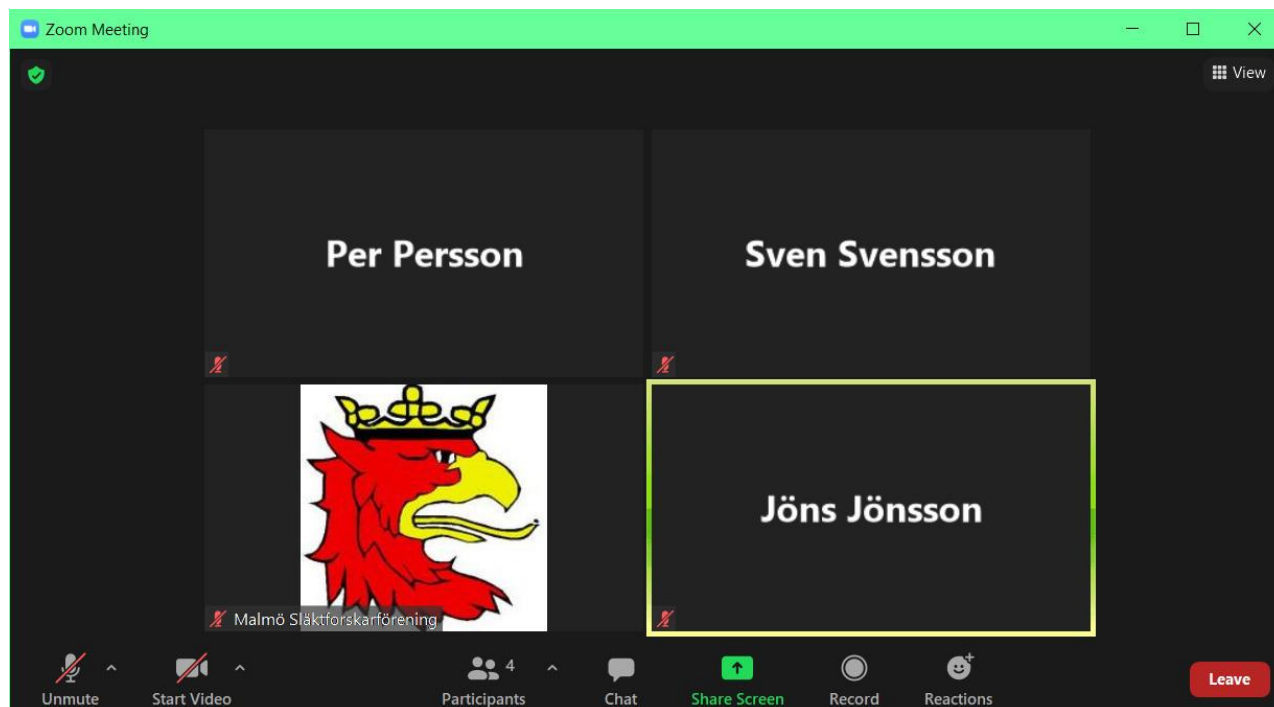 Zoom Meeting
View
Per Persson
Sven Svensson
Malmö Släktforskarförening
Jöns Jönsson
4
Unmute
Start Video
Participants
Chat
Share Screen
Record
Reactions
Leave